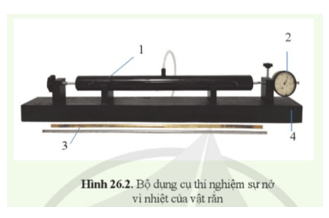 1
2
3
4
Hình 26.2. Bộ dụng cụ thí nghiệm sự nở
vì nhiệt của vật rắn